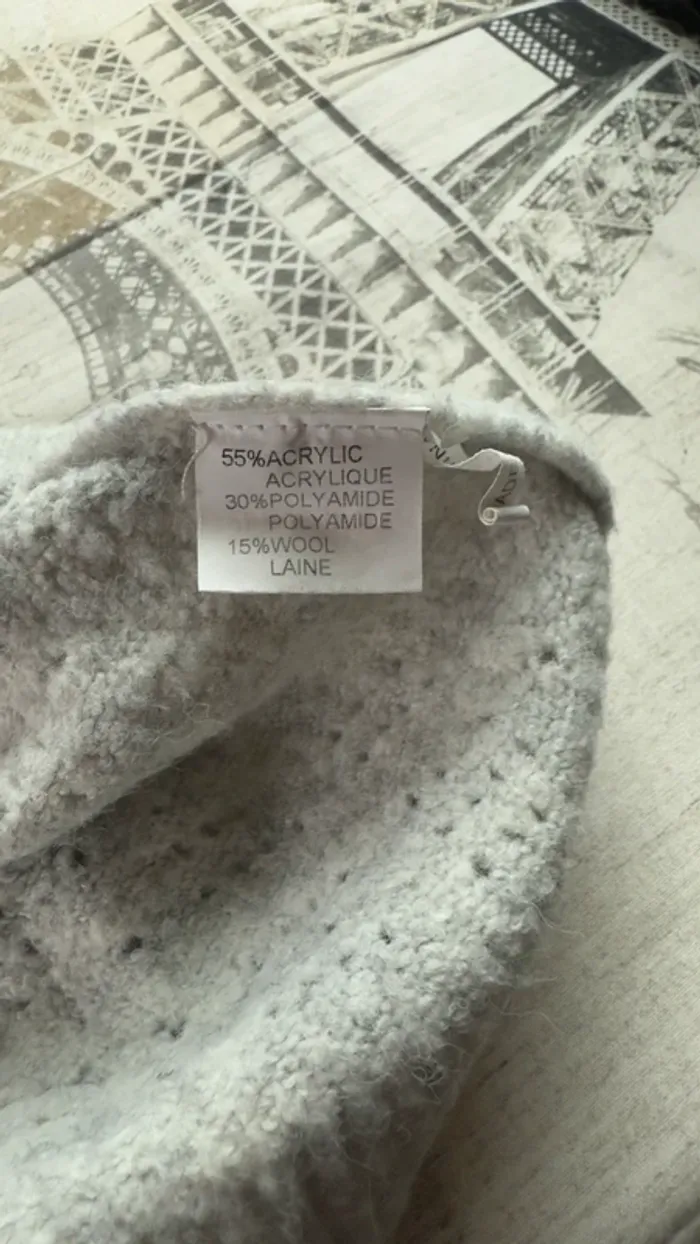 55%ACRYLIC
ACRYLIQUE
30%POLYAMIDE
POLYAMIDE
15%WOOL
LAINE